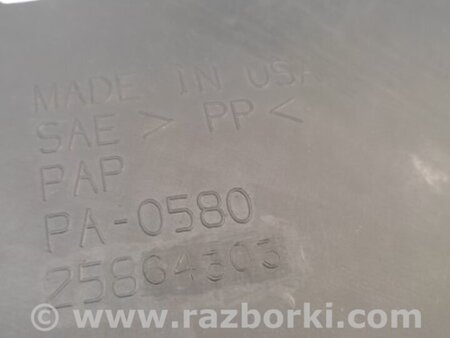 MADE IN USA
SAE > PP <
PAP
PA-0580
25864303
www.razborki.com